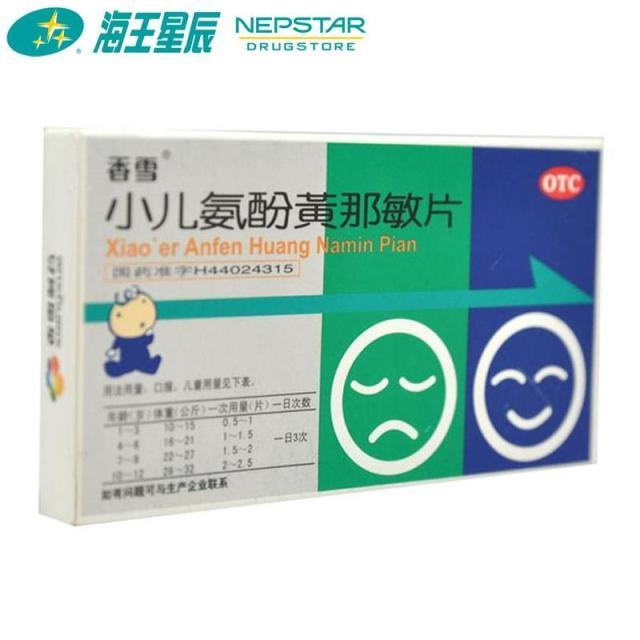 海王星辰 NEPSTAR
DRUGSTORE
香雪®
OTC
小儿氨酚黄那敏片
Xiao'er Anfen Huang Namin Pian
国药准字H44024315
用法用量：口服。儿童用量见下表。
年龄(岁) 体重(公斤) 一次用量(片) 一日次数
1~3 10~15 0.5~1
4~6 16~21 1~1.5
一日3次
7~9 22~27 1.5~2
10~12 28~32 2~2.5
如有问题可与生产企业联系